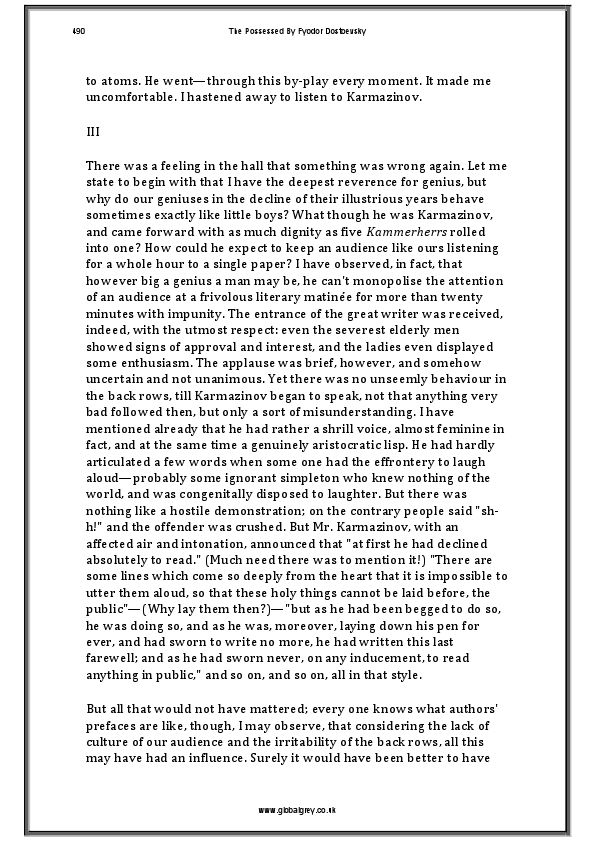 490
The Possessed By Fyodor Dostoevsky
to atoms. He went—through this by-play every moment. It made me
uncomfortable. I hastened away to listen to Karmazinov.
III
There was a feeling in the hall that something was wrong again. Let me
state to begin with that I have the deepest reverence for genius, but
why do our geniuses in the decline of their illustrious years behave
sometimes exactly like little boys? What though he was Karmazinov,
and came forward with as much dignity as five Kammerherrs rolled
into one? How could he expect to keep an audience like ours listening
for a whole hour to a single paper? I have observed, in fact, that
however big a genius a man may be, he can't monopolise the attention
of an audience at a frivolous literary matinée for more than twenty
minutes with impunity. The entrance of the great writer was received,
indeed, with the utmost respect: even the severest elderly men
showed signs of approval and interest, and the ladies even displayed
some enthusiasm. The applause was brief, however, and somehow
uncertain and not unanimous. Yet there was no unseemly behaviour in
the back rows, till Karmazinov began to speak, not that anything very
bad followed then, but only a sort of misunderstanding. I have
mentioned already that he had rather a shrill voice, almost feminine in
fact, and at the same time a genuinely aristocratic lisp. He had hardly
articulated a few words when some one had the effrontery to laugh
aloud—probably some ignorant simpleton who knew nothing of the
world, and was congenitally disposed to laughter. But there was
nothing like a hostile demonstration; on the contrary people said "sh-
h!" and the offender was crushed. But Mr. Karmazinov, with an
affected air and intonation, announced that "at first he had declined
absolutely to read." (Much need there was to mention it!) "There are
some lines which come so deeply from the heart that it is impossible to
utter them aloud, so that these holy things cannot be laid before, the
public"—(Why lay them then?)—"but as he had been begged to do so,
he was doing so, and as he was, moreover, laying down his pen for
ever, and had sworn to write no more, he had written this last
farewell; and as he had sworn never, on any inducement, to read
anything in public," and so on, and so on, all in that style.
But all that would not have mattered; every one knows what authors'
prefaces are like, though, I may observe, that considering the lack of
culture of our audience and the irritability of the back rows, all this
may have had an influence. Surely it would have been better to have
www.globalgrey.co.uk